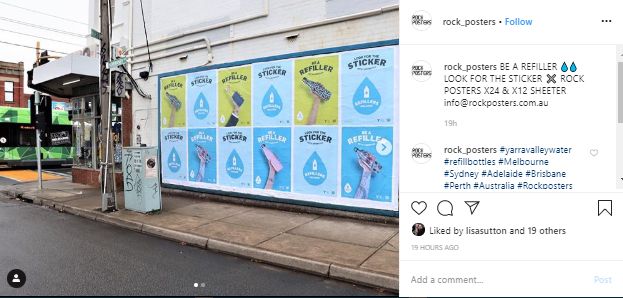 rock_posters • Follow
rock_posters BE A REFILLER 💧💧
LOOK FOR THE STICKER ✖ ROCK
POSTERS X24 & X12 SHEETER
info@rockposters.com.au
19h
rock_posters #yarravalleywater
#refillbottles #Melbourne
#Sydney #Adelaide #Brisbane
#Perth #Australia #Rockposters
Liked by lisasutton and 19 others
19 HOURS AGO
Add a comment...
Post
ROCK
POSTERS
ROCK
POSTERS
ROCK
POSTERS
BE A
REFILLER
LOOK FOR THE
STICKER
BE A
REFILLER
LOOK FOR THE
STICKER
BE A
REFILLER
LOOK FOR THE
STICKER
REFILLERS
LOOK FOR THE
STICKER
BE A
REFILLER
LOOK FOR THE
STICKER
BE A
REFILLER
LOOK FOR THE
STICKER
REFILLERS